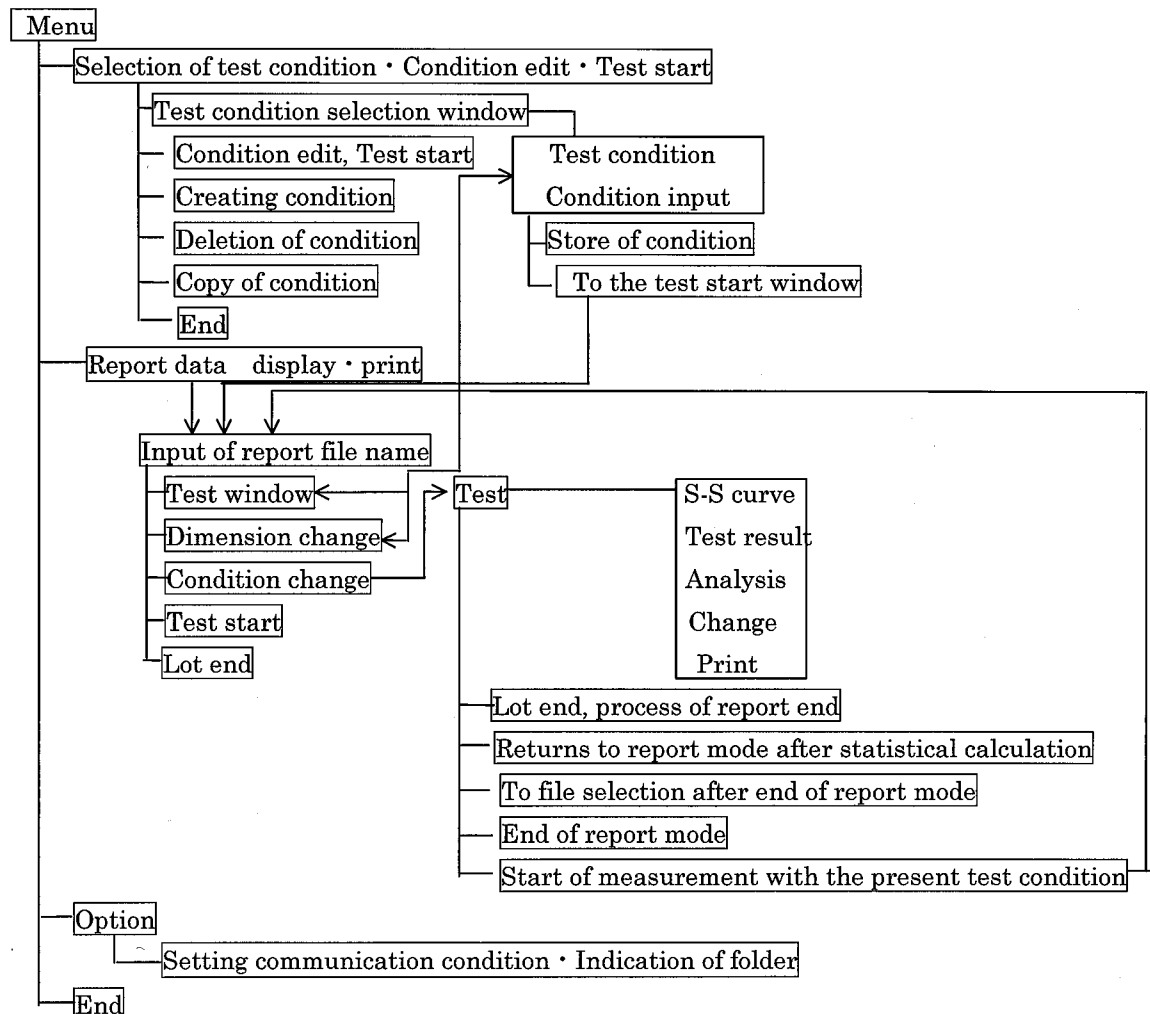 Menu
Selection of test condition・Condition edit・Test start
Test condition selection window
Condition edit, Test start
Test condition
Creating condition
Condition input
Deletion of condition
Store of condition
Copy of condition
To the test start window
End
Report data display・print
Input of report file name
Test window
Test
S-S curve
Dimension change
Test result
Condition change
Analysis
Test start
Change
Lot end
Print
Lot end, process of report end
Returns to report mode after statistical calculation
To file selection after end of report mode
End of report mode
Start of measurement with the present test condition
Option
Setting communication condition・Indication of folder
End